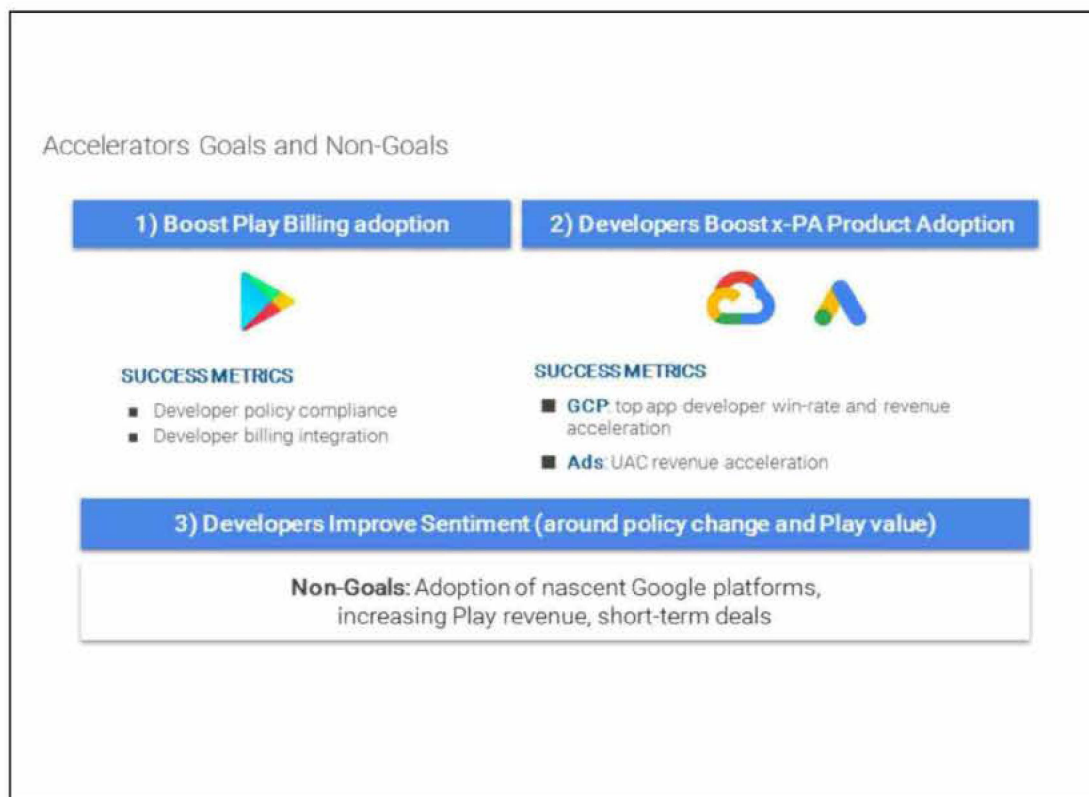 Accelerators Goals and Non-Goals
1) Boost Play Billing adoption
SUCCESS METRICS
■ Developer policy compliance
■ Developer billing integration
2) Developers Boost x-PA Product Adoption
SUCCESS METRICS
■ GCP: top app developer win-rate and revenue
acceleration
■ Ads: UAC revenue acceleration
3) Developers Improve Sentiment (around policy change and Play value)
Non-Goals: Adoption of nascent Google platforms,
increasing Play revenue, short-term deals